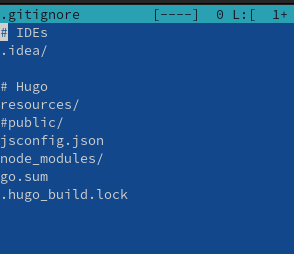 .gitignore [----] 0 L:[ 1+
# IDEs
.idea/

# Hugo
resources/
#public/
jsconfig.json
node_modules/
go.sum
.hugo_build.lock